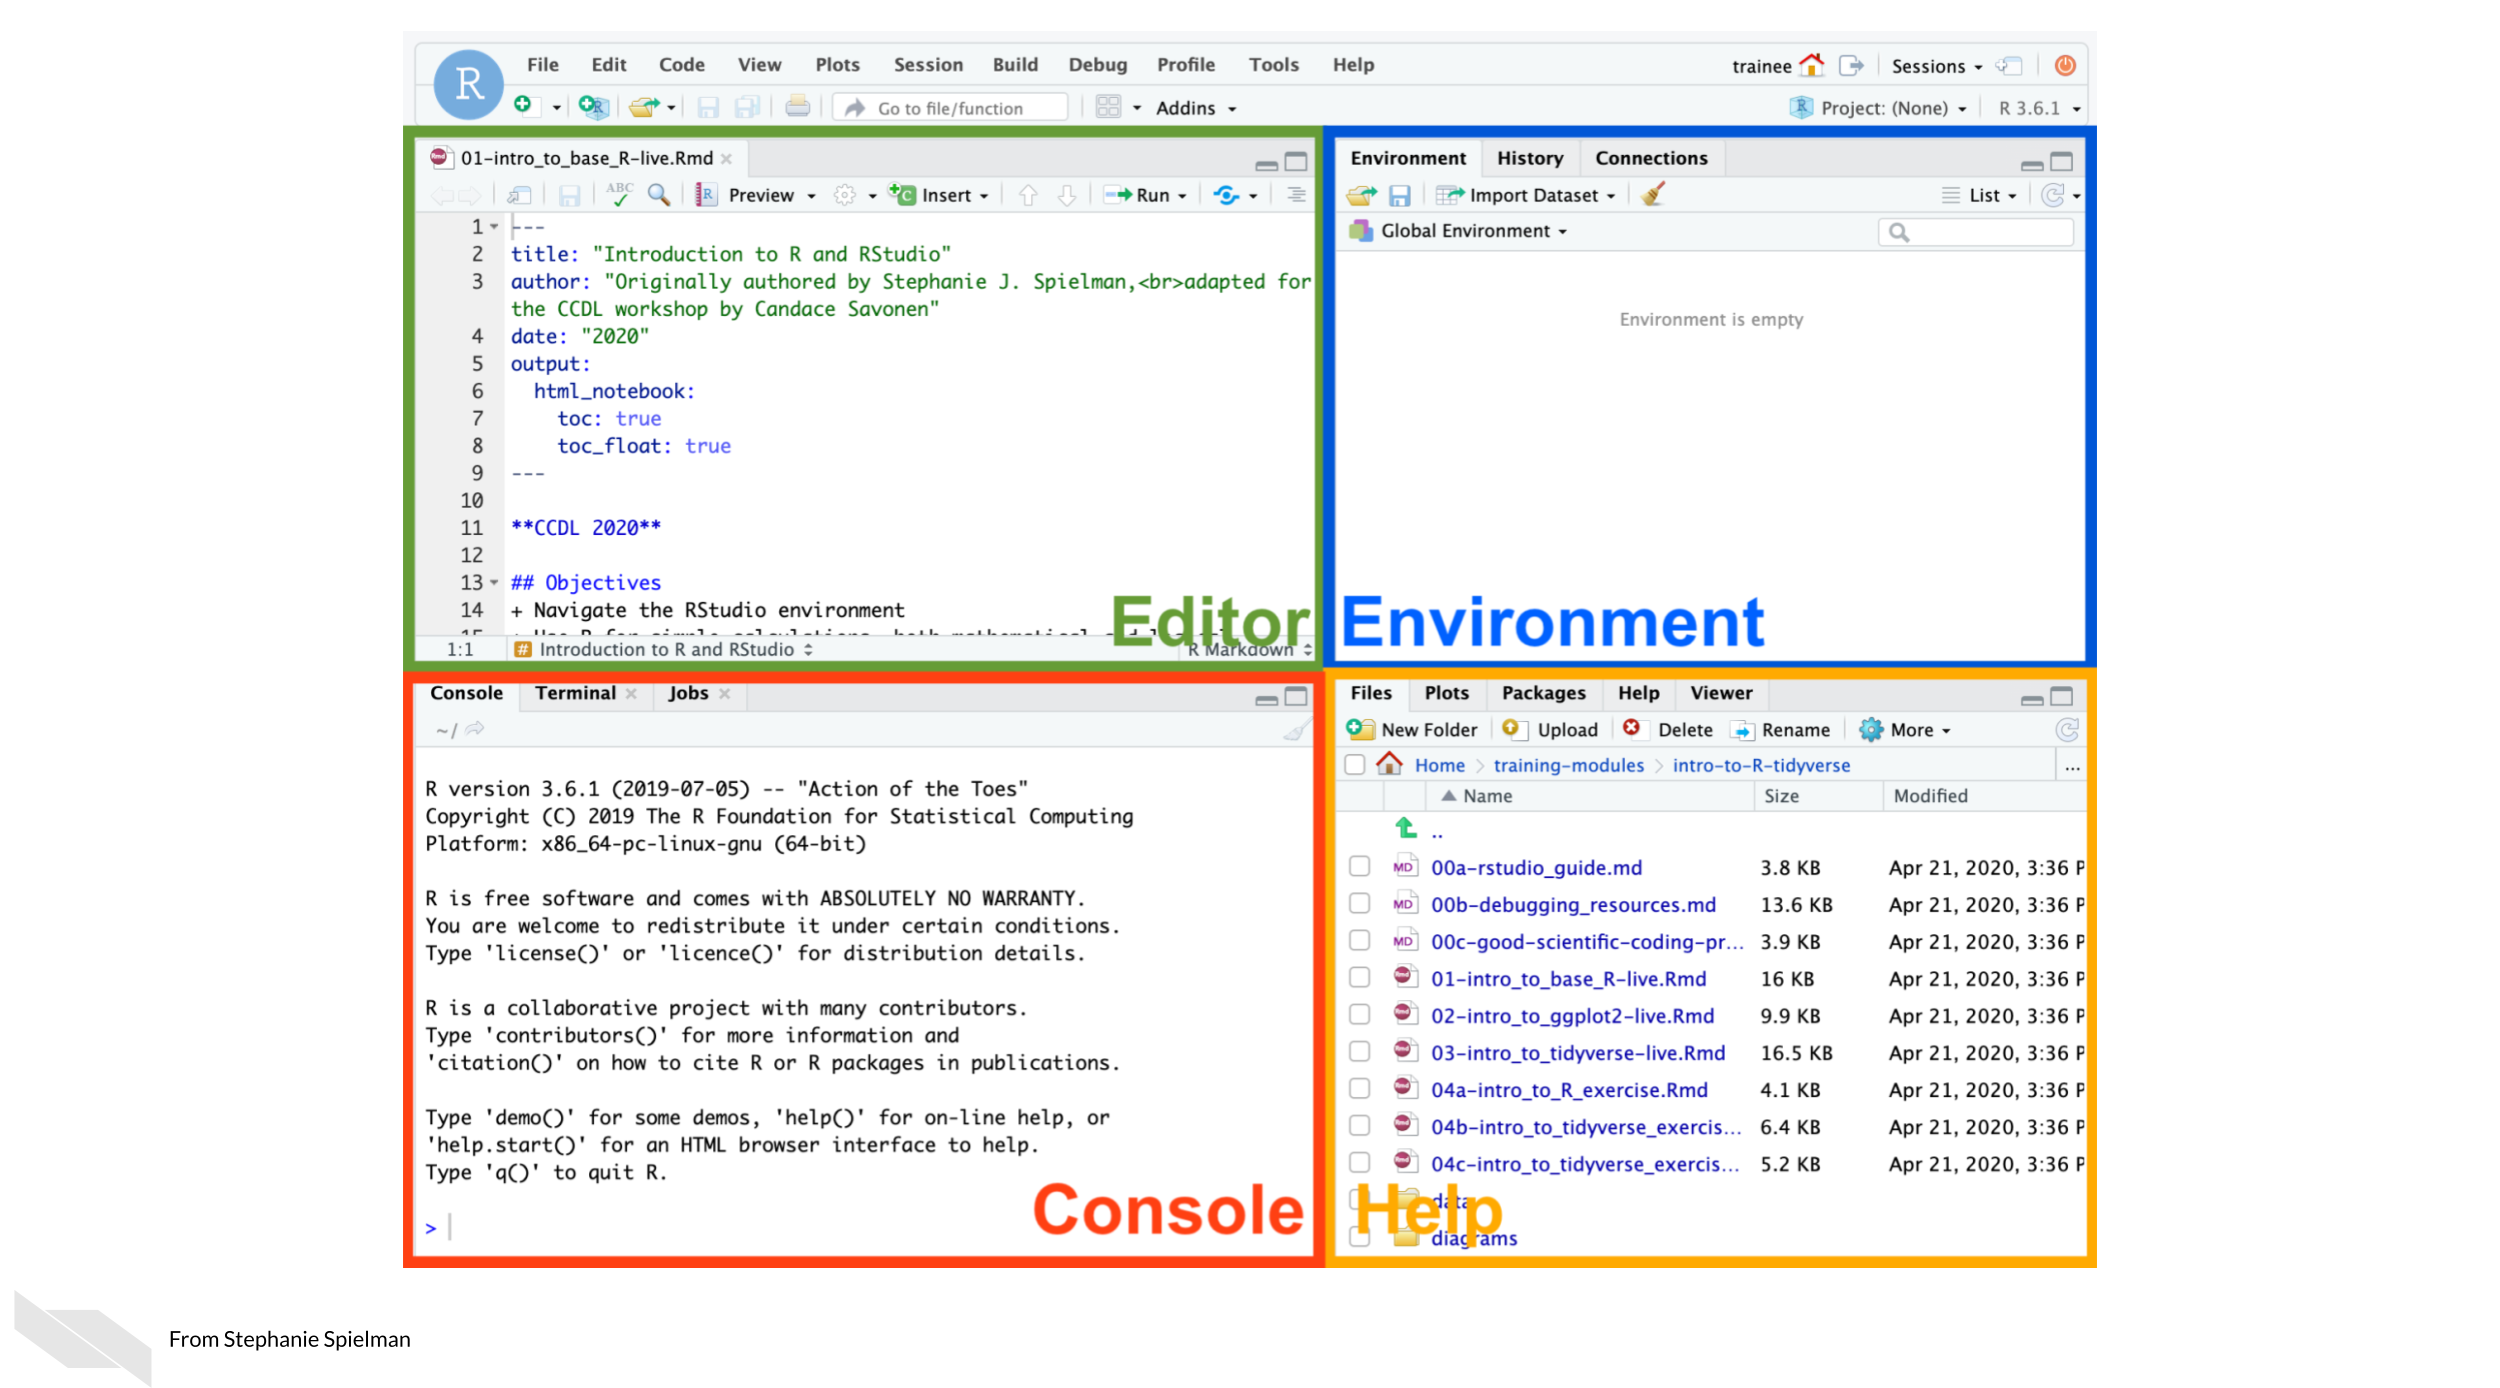 R File Edit Code View Plots Session Build Debug Profile Tools Help trainee Sessions
Go to file/function Addins Project: (None) R 3.6.1
01-intro_to_base_R-live.Rmd
ABC Preview Insert Run
1 ---
2 title: "Introduction to R and RStudio"
3 author: "Originally authored by Stephanie J. Spielman,<br>adapted for
the CCDL workshop by Candace Savonen"
4 date: "2020"
5 output:
6 html_notebook:
7 toc: true
8 toc_float: true
9 ---
10
11 **CCDL 2020**
12
13 ## Objectives
14 + Navigate the RStudio environment
Editor
1:1 # Introduction to R and RStudio R Markdown
Environment History Connections
Import Dataset List
Global Environment
Environment is empty
Environment
Console Terminal Jobs
~/
R version 3.6.1 (2019-07-05) -- "Action of the Toes"
Copyright (C) 2019 The R Foundation for Statistical Computing
Platform: x86_64-pc-linux-gnu (64-bit)
R is free software and comes with ABSOLUTELY NO WARRANTY.
You are welcome to redistribute it under certain conditions.
Type 'license()' or 'licence()' for distribution details.
R is a collaborative project with many contributors.
Type 'contributors()' for more information and
'citation()' on how to cite R or R packages in publications.
Type 'demo()' for some demos, 'help()' for on-line help, or
'help.start()' for an HTML browser interface to help.
Type 'q()' to quit R.
>
Console
Files Plots Packages Help Viewer
New Folder Upload Delete Rename More
Home > training-modules > intro-to-R-tidyverse ...
Name Size Modified
..
MD 00a-rstudio_guide.md 3.8 KB Apr 21, 2020, 3:36 P
MD 00b-debugging_resources.md 13.6 KB Apr 21, 2020, 3:36 P
MD 00c-good-scientific-coding-pr... 3.9 KB Apr 21, 2020, 3:36 P
01-intro_to_base_R-live.Rmd 16 KB Apr 21, 2020, 3:36 P
02-intro_to_ggplot2-live.Rmd 9.9 KB Apr 21, 2020, 3:36 P
03-intro_to_tidyverse-live.Rmd 16.5 KB Apr 21, 2020, 3:36 P
04a-intro_to_R_exercise.Rmd 4.1 KB Apr 21, 2020, 3:36 P
04b-intro_to_tidyverse_exercis... 6.4 KB Apr 21, 2020, 3:36 P
04c-intro_to_tidyverse_exercis... 5.2 KB Apr 21, 2020, 3:36 P
data
Help
diagrams
From Stephanie Spielman